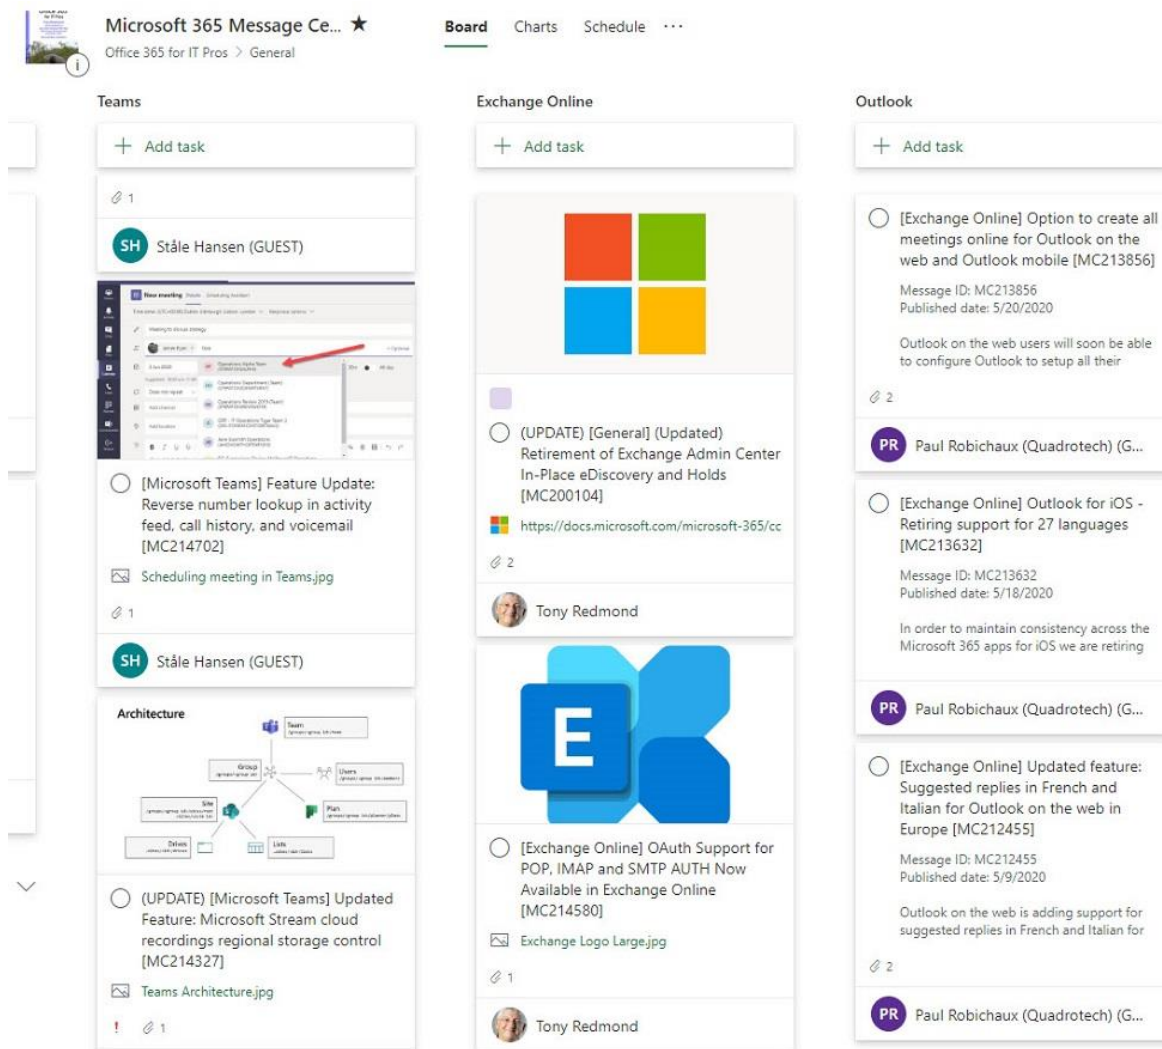 Microsoft 365 Message Ce...
Office 365 for IT Pros > General
Board
Charts
Schedule
Teams
+ Add task
1
SH Ståle Hansen (GUEST)
New meeting
[Microsoft Teams] Feature Update:
Reverse number lookup in activity
feed, call history, and voicemail
[MC214702]
Scheduling meeting in Teams.jpg
1
SH Ståle Hansen (GUEST)
Architecture
Team
Group
Users
Site
Plan
Drives
Lists
(UPDATE) [Microsoft Teams] Updated
Feature: Microsoft Stream cloud
recordings regional storage control
[MC214327]
Teams Architecture.jpg
! 1
Exchange Online
+ Add task
(UPDATE) [General] (Updated)
Retirement of Exchange Admin Center
In-Place eDiscovery and Holds
[MC200104]
https://docs.microsoft.com/microsoft-365/cc
2
Tony Redmond
E
[Exchange Online] OAuth Support for
POP, IMAP and SMTP AUTH Now
Available in Exchange Online
[MC214580]
Exchange Logo Large.jpg
1
Tony Redmond
Outlook
+ Add task
[Exchange Online] Option to create all
meetings online for Outlook on the
web and Outlook mobile [MC213856]
Message ID: MC213856
Published date: 5/20/2020
Outlook on the web users will soon be able
to configure Outlook to setup all their
2
PR Paul Robichaux (Quadrotech) (G...
[Exchange Online] Outlook for iOS -
Retiring support for 27 languages
[MC213632]
Message ID: MC213632
Published date: 5/18/2020
In order to maintain consistency across the
Microsoft 365 apps for iOS we are retiring
PR Paul Robichaux (Quadrotech) (G...
[Exchange Online] Updated feature:
Suggested replies in French and
Italian for Outlook on the web in
Europe [MC212455]
Message ID: MC212455
Published date: 5/9/2020
Outlook on the web is adding support for
suggested replies in French and Italian for
2
PR Paul Robichaux (Quadrotech) (G...